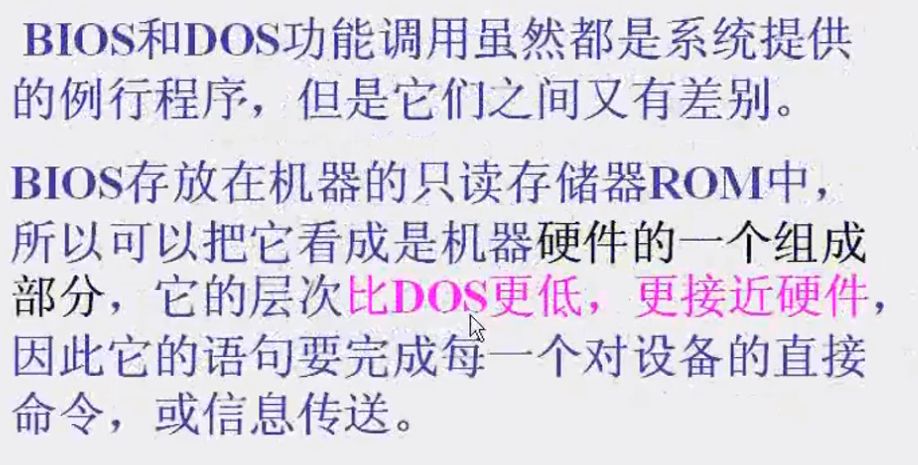 BIOS和DOS功能调用虽然都是系统提供
的例行程序，但是它们之间又有差别。
BIOS存放在机器的只读存储器ROM中，
所以可以把它看成是机器硬件的一个组成
部分，它的层次比DOS更低，更接近硬件，
因此它的语句要完成每一个对设备的直接
命令，或信息传送。